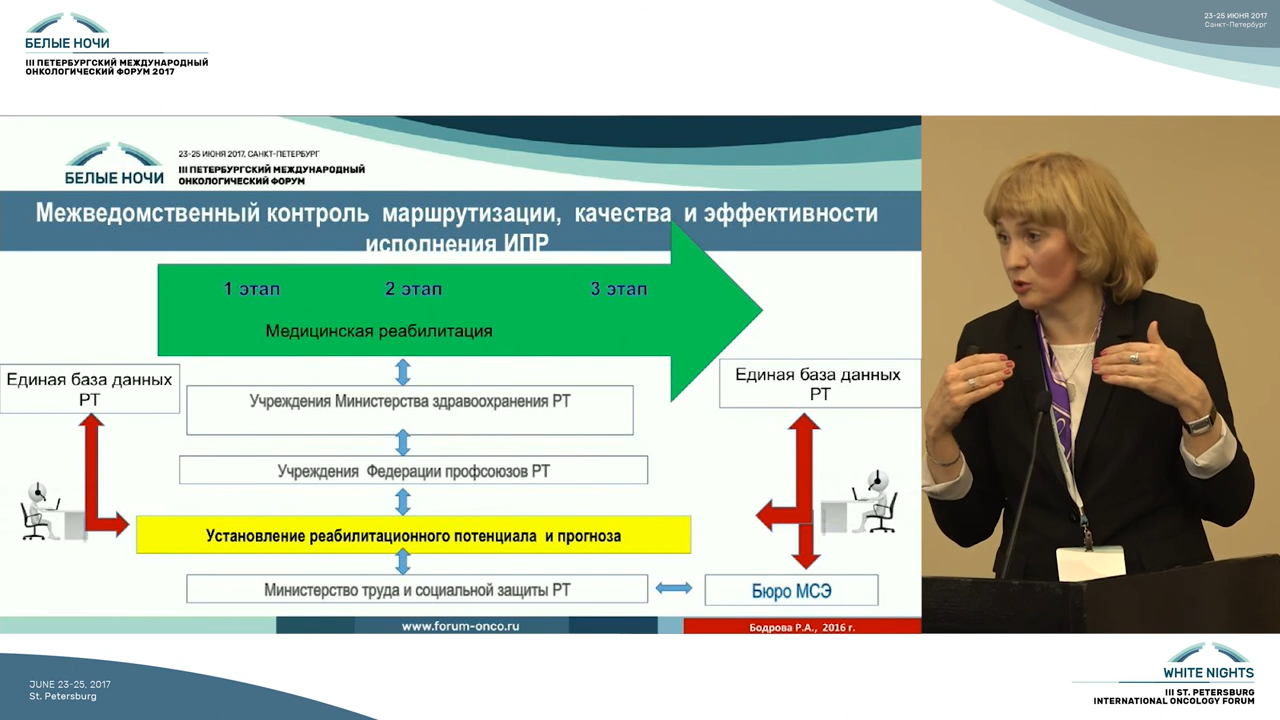 БЕЛЫЕ НОЧИ
III ПЕТЕРБУРГСКИЙ МЕЖДУНАРОДНЫЙ
ОНКОЛОГИЧЕСКИЙ ФОРУМ 2017
23-25 ИЮНЯ 2017
Санкт-Петербург
БЕЛЫЕ НОЧИ
23-25 ИЮНЯ 2017, САНКТ-ПЕТЕРБУРГ
III ПЕТЕРБУРГСКИЙ МЕЖДУНАРОДНЫЙ
ОНКОЛОГИЧЕСКИЙ ФОРУМ
Межведомственный контроль маршрутизации, качества и эффективности
исполнения ИПР
1 этап 2 этап 3 этап
Медицинская реабилитация
Единая база данных
РТ
Единая база данных
РТ
Учреждения Министерства здравоохранения РТ
Учреждения Федерации профсоюзов РТ
Установление реабилитационного потенциала и прогноза
Министерство труда и социальной защиты РТ
Бюро МСЭ
www.forum-onco.ru
Бодрова Р.А., 2016 г.
JUNE 23-25, 2017
St. Petersburg
WHITE NIGHTS
III ST. PETERSBURG
INTERNATIONAL ONCOLOGY FORUM